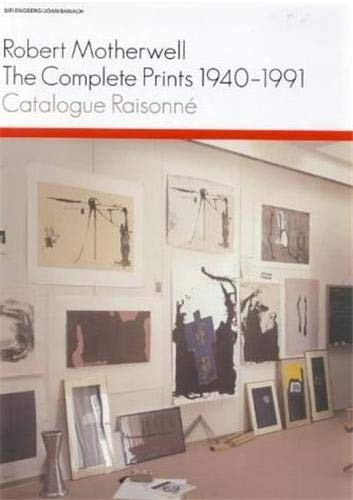 SIRI ENGBERG/JOAN BANACH
Robert Motherwell
The Complete Prints 1940–1991
Catalogue Raisonné